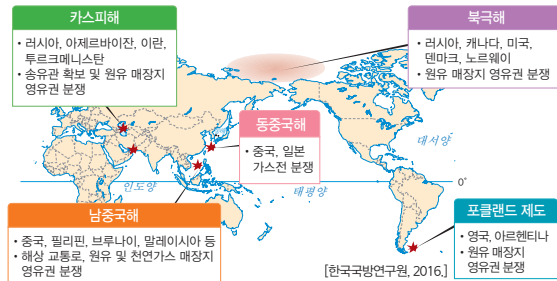 카스피해
• 러시아, 아제르바이잔, 이란,
투르크메니스탄
• 송유관 확보 및 원유 매장지
영유권 분쟁
북극해
• 러시아, 캐나다, 미국,
덴마크, 노르웨이
• 원유 매장지 영유권 분쟁
동중국해
• 중국, 일본
가스전 분쟁
대서양
인도양
태평양
0°
남중국해
• 중국, 필리핀, 브루나이, 말레이시아 등
• 해상 교통로, 원유 및 천연가스 매장지
영유권 분쟁
포클랜드 제도
• 영국, 아르헨티나
• 원유 매장지
영유권 분쟁
[한국국방연구원, 2016.]